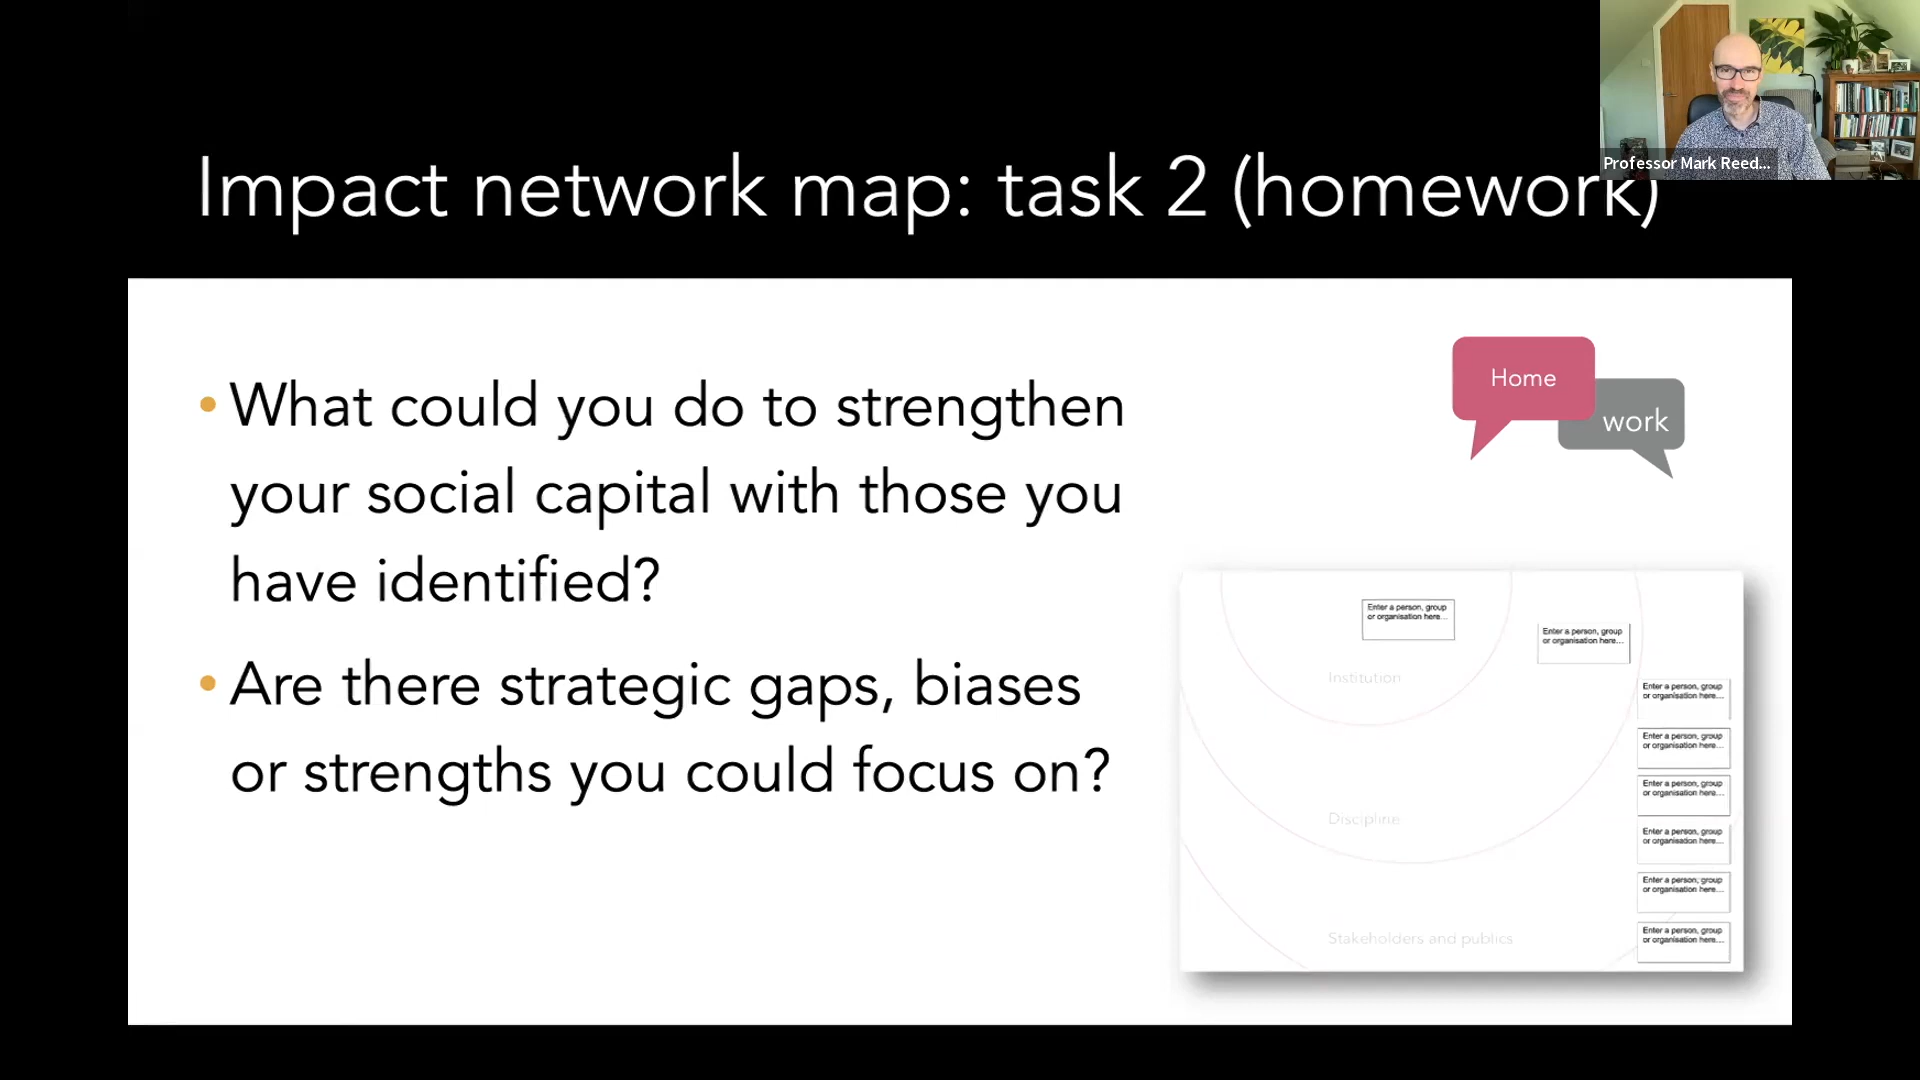 Professor Mark Reed...
Impact network map: task 2 (homework)
• What could you do to strengthen
your social capital with those you
have identified?
• Are there strategic gaps, biases
or strengths you could focus on?
Home
work
Enter a person, group
or organisation here...
Enter a person, group
or organisation here...
Institution
Enter a person, group
or organisation here...
Enter a person, group
or organisation here...
Enter a person, group
or organisation here...
Discipline
Enter a person, group
or organisation here...
Enter a person, group
or organisation here...
Stakeholders and publics
Enter a person, group
or organisation here...